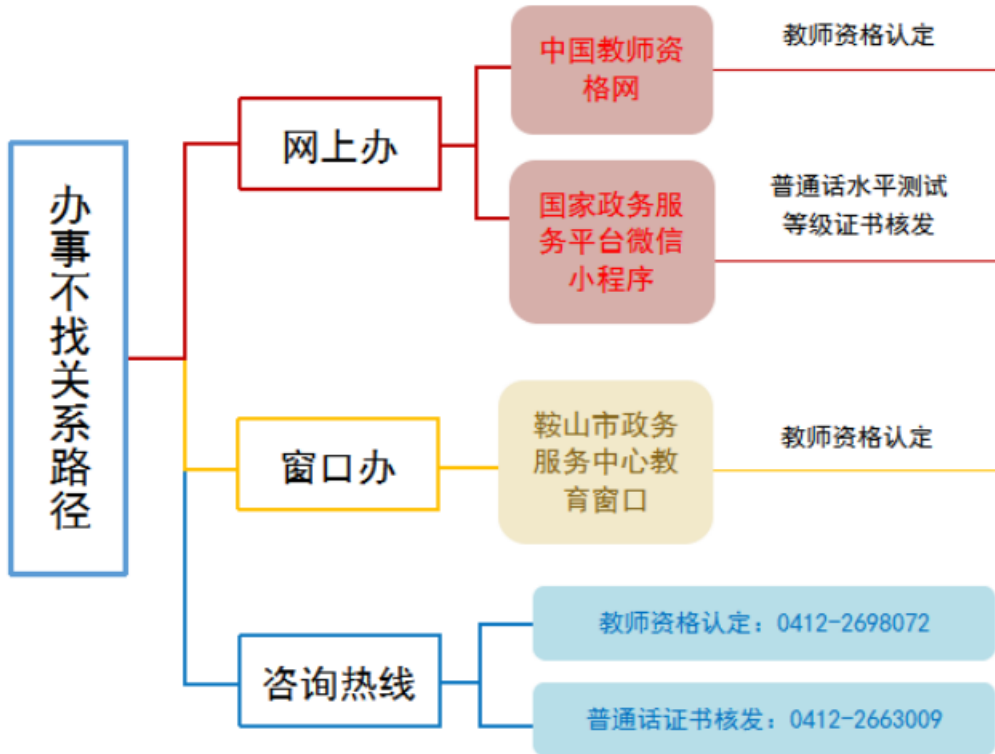 办事不找关系路径
网上办
中国教师资
格网
教师资格认定
国家政务服
务平台微信
小程序
普通话水平测试
等级证书核发
窗口办
鞍山市政务
服务中心教
育窗口
教师资格认定
咨询热线
教师资格认定：0412-2698072
普通话证书核发：0412-2663009